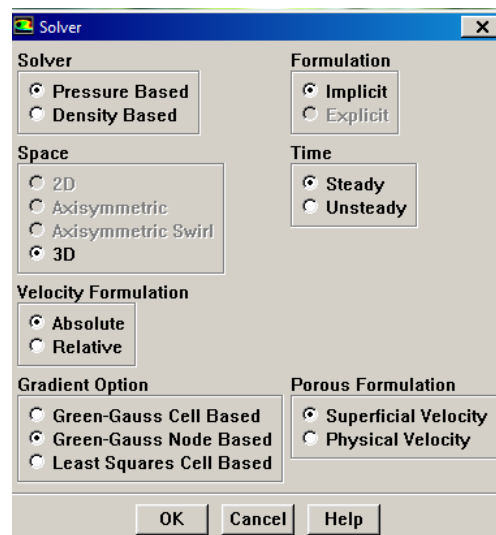 Solver
Solver
Pressure Based
Density Based
Formulation
Implicit
Explicit
Space
2D
Axisymmetric
Axisymmetric Swirl
3D
Time
Steady
Unsteady
Velocity Formulation
Absolute
Relative
Gradient Option
Green-Gauss Cell Based
Green-Gauss Node Based
Least Squares Cell Based
Porous Formulation
Superficial Velocity
Physical Velocity
OK Cancel Help